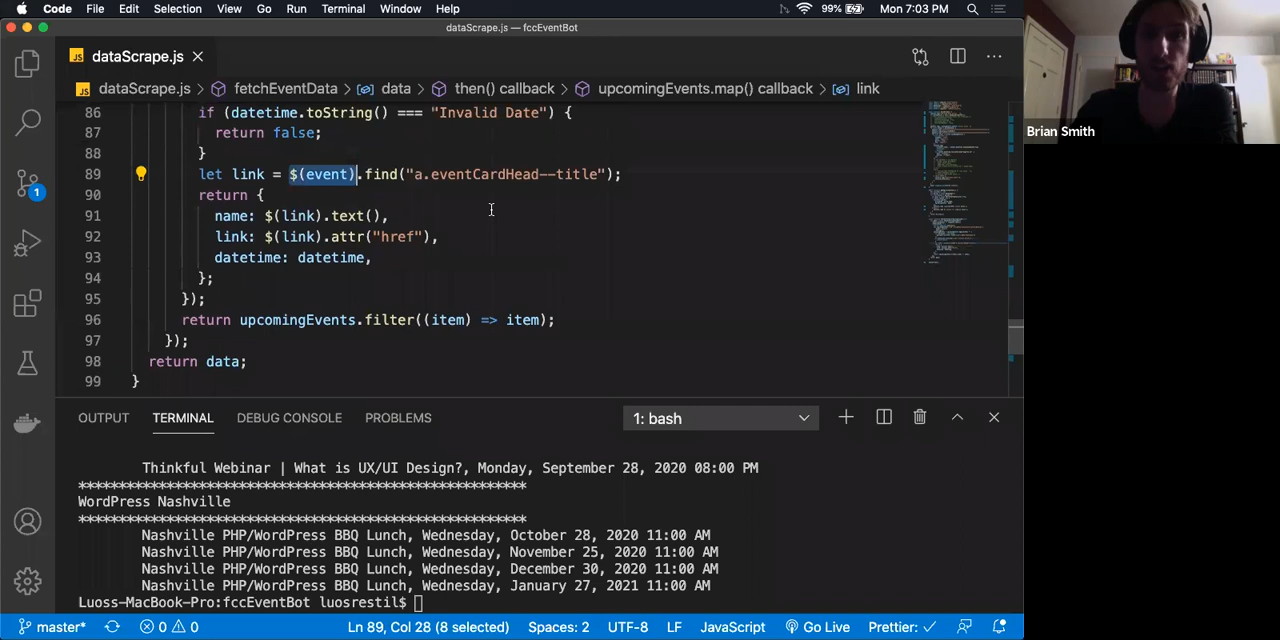 Code File Edit Selection View Go Run Terminal Window Help 99% Mon 7:03 PM
dataScrape.js — fccEventBot
JS dataScrape.js
JS dataScrape.js > fetchEventData > data > then() callback > upcomingEvents.map() callback > link
86 if (datetime.toString() === "Invalid Date") {
87 return false;
88 }
89 let link = $(event).find("a.eventCardHead--title");
90 return {
91 name: $(link).text(),
92 link: $(link).attr("href"),
93 datetime: datetime,
94 };
95 });
96 return upcomingEvents.filter((item) => item);
97 });
98 return data;
99 }
1
Brian Smith
OUTPUT TERMINAL DEBUG CONSOLE PROBLEMS 1: bash
Thinkful Webinar | What is UX/UI Design?, Monday, September 28, 2020 08:00 PM
*******************************************************
WordPress Nashville
*******************************************************
Nashville PHP/WordPress BBQ Lunch, Wednesday, October 28, 2020 11:00 AM
Nashville PHP/WordPress BBQ Lunch, Wednesday, November 25, 2020 11:00 AM
Nashville PHP/WordPress BBQ Lunch, Wednesday, December 30, 2020 11:00 AM
Nashville PHP/WordPress BBQ Lunch, Wednesday, January 27, 2021 11:00 AM
Luoss-MacBook-Pro:fccEventBot luosrestil$
master* 0 0 Ln 89, Col 28 (8 selected) Spaces: 2 UTF-8 LF JavaScript Go Live Prettier: ✓